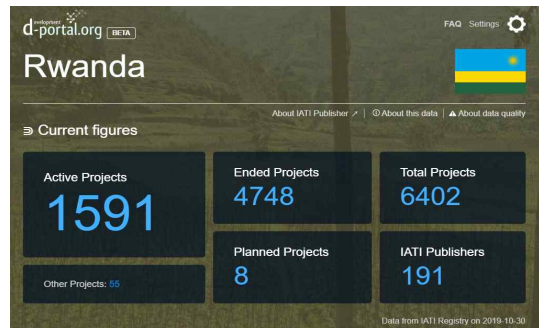 development
d-portal.org BETA
FAQ Settings
Rwanda
About IATI Publisher ↗ | ⓘ About this data | ⚠ About data quality
∋ Current figures
Active Projects
1591
Ended Projects
4748
Total Projects
6402
Other Projects: 55
Planned Projects
8
IATI Publishers
191
Data from IATI Registry on 2019-10-30